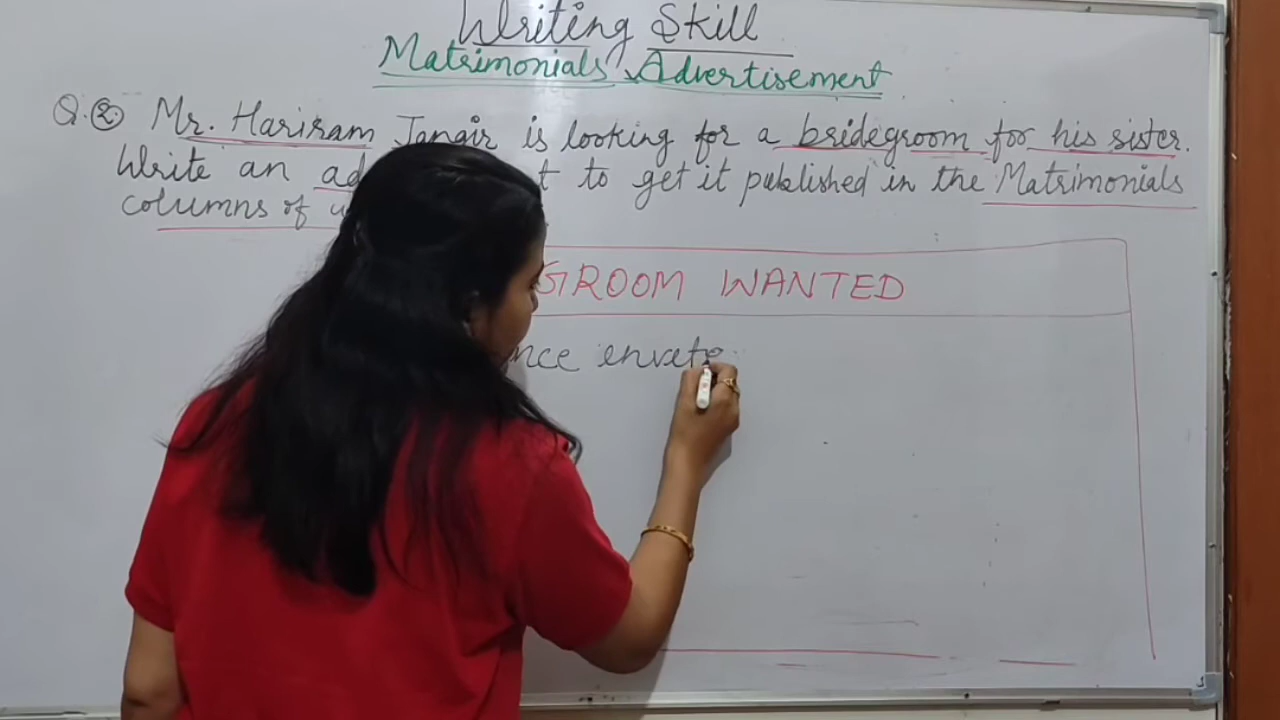 Writing Skill
Matrimonials Advertisement
Q.② Mr. Hariram Jangir is looking for a bridegroom for his sister.
Write an ad t to get it published in the Matrimonials
columns of
GROOM WANTED
nce envete